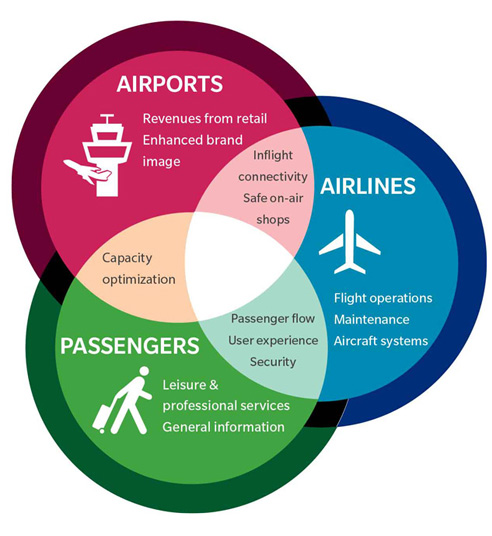 AIRPORTS
Revenues from retail
Enhanced brand
image
Inflight
connectivity
Safe on-air
shops
AIRLINES
Flight operations
Maintenance
Aircraft systems
Capacity
optimization
Passenger flow
User experience
Security
PASSENGERS
Leisure &
professional services
General information